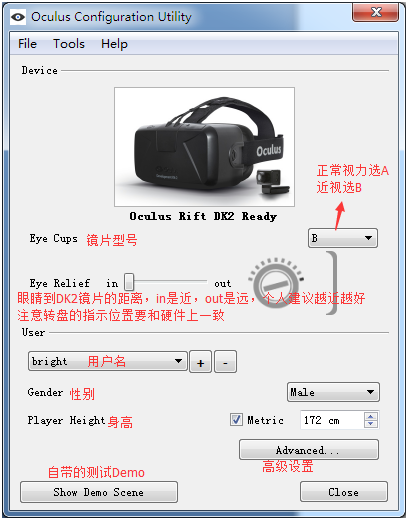 Oculus Configuration Utility
File Tools Help
Device
Oculus
Oculus Rift DK2 Ready
正常视力选A
近视选B
Eye Cups 镜片型号
B
Eye Relief in out
眼睛到DK2镜片的距离，in是近，out是远，个人建议越近越好
注意转盘的指示位置要和硬件上一致
User
bright 用户名 + -
Gender 性别 Male
Player Height 身高 Metric 172 cm
Advanced...
高级设置
自带的测试Demo
Show Demo Scene Close